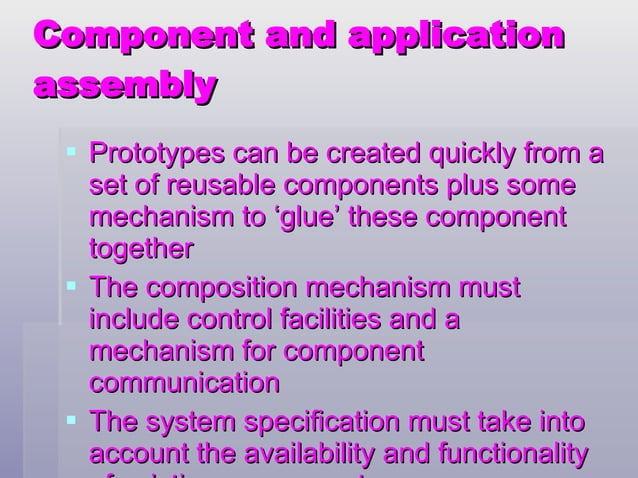 Component and application
assembly
▪ Prototypes can be created quickly from a
set of reusable components plus some
mechanism to ‘glue’ these component
together
▪ The composition mechanism must
include control facilities and a
mechanism for component
communication
▪ The system specification must take into
account the availability and functionality